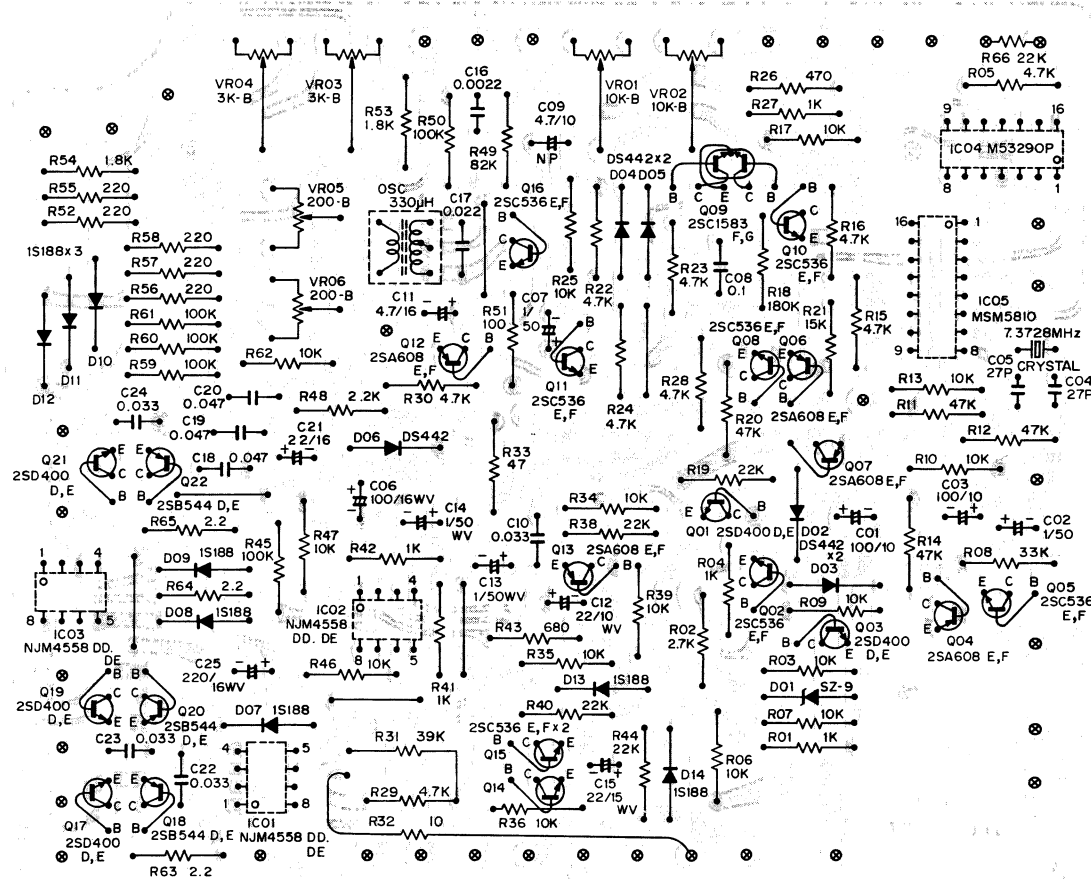 R66 22K
R05 4.7K
VR04
3K-B
VR03
3K-B
R53
1.8K
R50
100K
C16
0.0022
R49
82K
C09
4.7/10
NP
VR01
10K-B
VR02
10K-B
R26 470
R27 1K
R17 10K
9 16
IC04 M53290P
8 1
R54 1.8K
R55 220
R52 220
1S188x3
VR05
200-B
OSC
330μH
C17
0.022
Q16
2SC536 E,F
B
C
E
DS442x2
D04 D05
B E C E C B
Q09
2SC1583
F,G
B
C
E
Q10
2SC536
E,F
R16
4.7K
16 1
IC05
MSM5810
9 8
R58 220
R57 220
R56 220
R61 100K
R60 100K
R59 100K
D10
D11
D12
VR06
200-B
C11
4.7/16
R25
10K
R22
4.7K
R23
4.7K
C08
0.1
R18
180K
R21
15K
R15
4.7K
7.3728MHz
CRYSTAL
C05
27P
C04
27P
R62 10K
Q12
2SA608
E,F
E C B
R51
100
C07
1/
50
B
C
E
Q11
2SC536
E,F
2SC536 E,F
Q08 Q06
E E
C C
B B
2SA608 E,F
R30 4.7K
R24
4.7K
R28
4.7K
R20
47K
R13 10K
R11 47K
R12 47K
C24
0.033
C20
0.047
C19
0.047
C18 0.047
R48 2.2K
C21
22/16
D06 DS442
R33
47
Q21
2SD400
D,E
E E
C C
B B
Q22
2SB544 D,E
C06
100/16WV
C14
1/50
WV
R19 22K
E C B
Q01 2SD400 D,E
B E C
Q07
2SA608 E,F
D02
DS442
x2
C01
100/10
R10 10K
C03
100/10
C02
1/50
R65 2.2
R45
100K
R47
10K
R42 1K
C10
0.033
R34 10K
R38 22K
Q13 2SA608 E,F
E C B
R14
47K
R08 33K
1 4
8 5
IC03
NJM4558 DD.
DE
D09 1S188
R64 2.2
D08 1S188
IC02
NJM4558
DD. DE
1 4
8 5
C13
1/50WV
C12
22/10
WV
R39
10K
R04
1K
E
C
B
Q02
2SC536
E,F
D03
R09 10K
B C E
Q03
2SD400
D,E
B
C
E
Q04
2SA608 E,F
E C B
Q05
2SC536
E,F
R43 680
R35 10K
R02
2.7K
C25
220/
16WV
R46 10K
R41
1K
D13 1S188
R40 22K
R03 10K
D01 SZ-9
R07 10K
R01 1K
Q19
2SD400
D,E
B B
C C
E E
Q20
2SB544
D,E
D07 1S188
C23 0.033
C22
0.033
4 5
1 8
IC01
NJM4558 DD.
DE
R31 39K
R29 4.7K
R32 10
2SC536 E,Fx2
Q15
B C E
Q14
B C E
R36 10K
C15
22/15
WV
R44
22K
D14
1S188
R06
10K
Q17
2SD400
D,E
E E
C C
B B
Q18
2SB544 D,E
R63 2.2